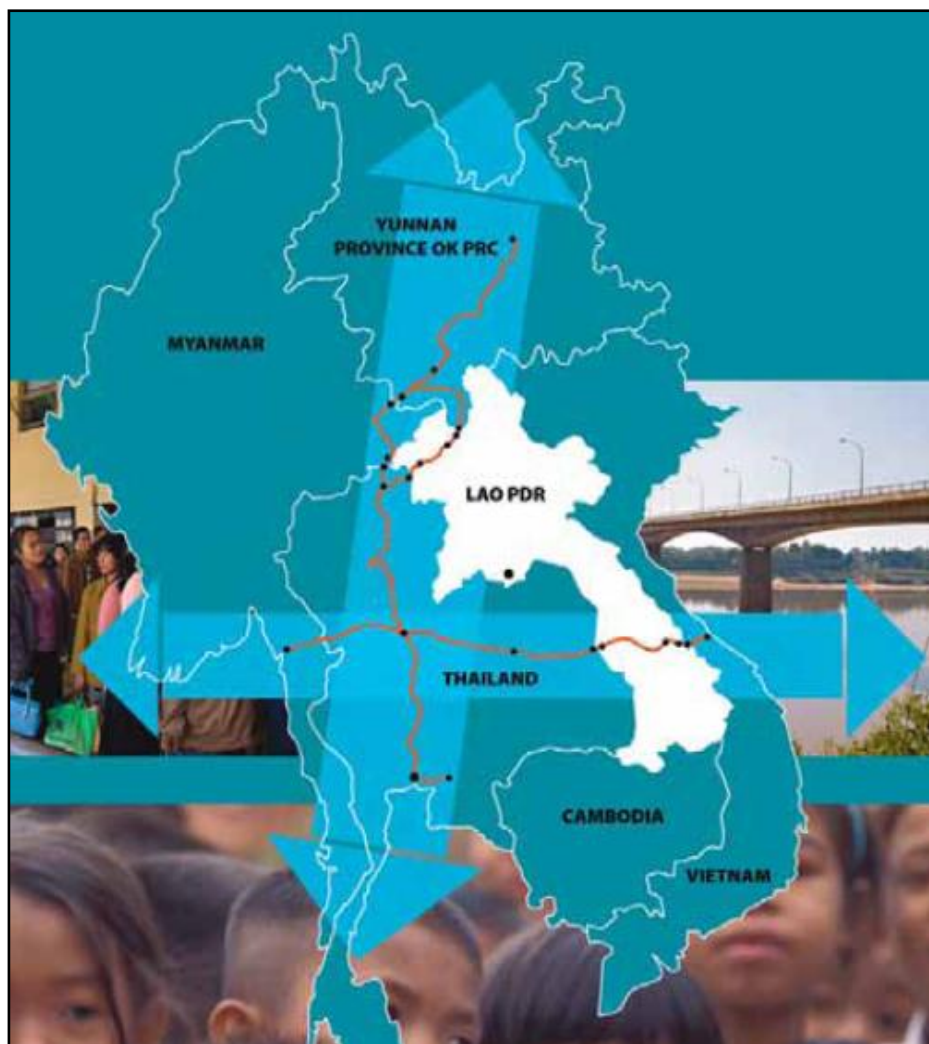 YUNNAN
PROVINCE OK PRC
MYANMAR
LAO PDR
THAILAND
CAMBODIA
VIETNAM